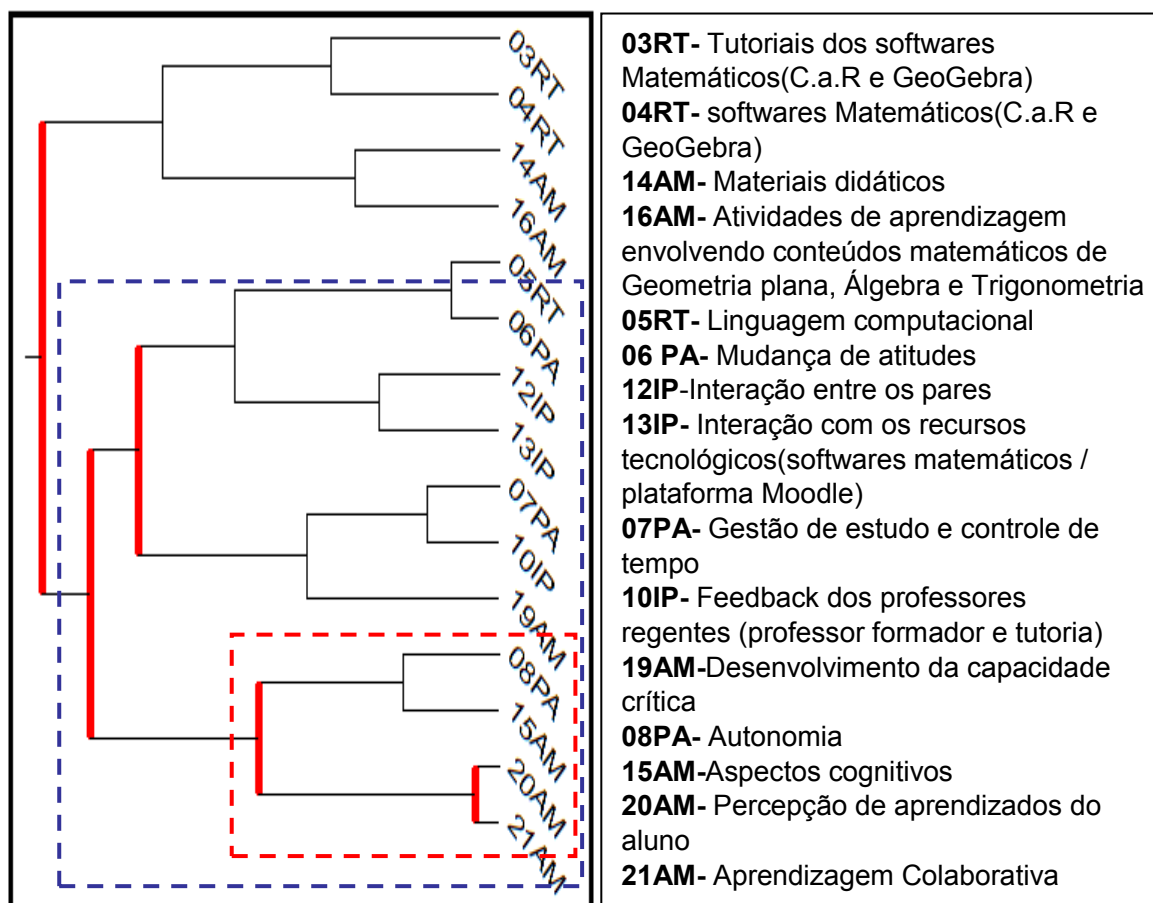 03RT
04RT
14AM
16AM
05RT
06PA
12IP
13IP
07PA
10IP
19AM
08PA
15AM
20AM
21AM
03RT- Tutoriais dos softwares
Matemáticos(C.a.R e GeoGebra)
04RT- softwares Matemáticos(C.a.R e
GeoGebra)
14AM- Materiais didáticos
16AM- Atividades de aprendizagem
envolvendo conteúdos matemáticos de
Geometria plana, Álgebra e Trigonometria
05RT- Linguagem computacional
06 PA- Mudança de atitudes
12IP-Interação entre os pares
13IP- Interação com os recursos
tecnológicos(softwares matemáticos /
plataforma Moodle)
07PA- Gestão de estudo e controle de
tempo
10IP- Feedback dos professores
regentes (professor formador e tutoria)
19AM-Desenvolvimento da capacidade
crítica
08PA- Autonomia
15AM-Aspectos cognitivos
20AM- Percepção de aprendizados do
aluno
21AM- Aprendizagem Colaborativa